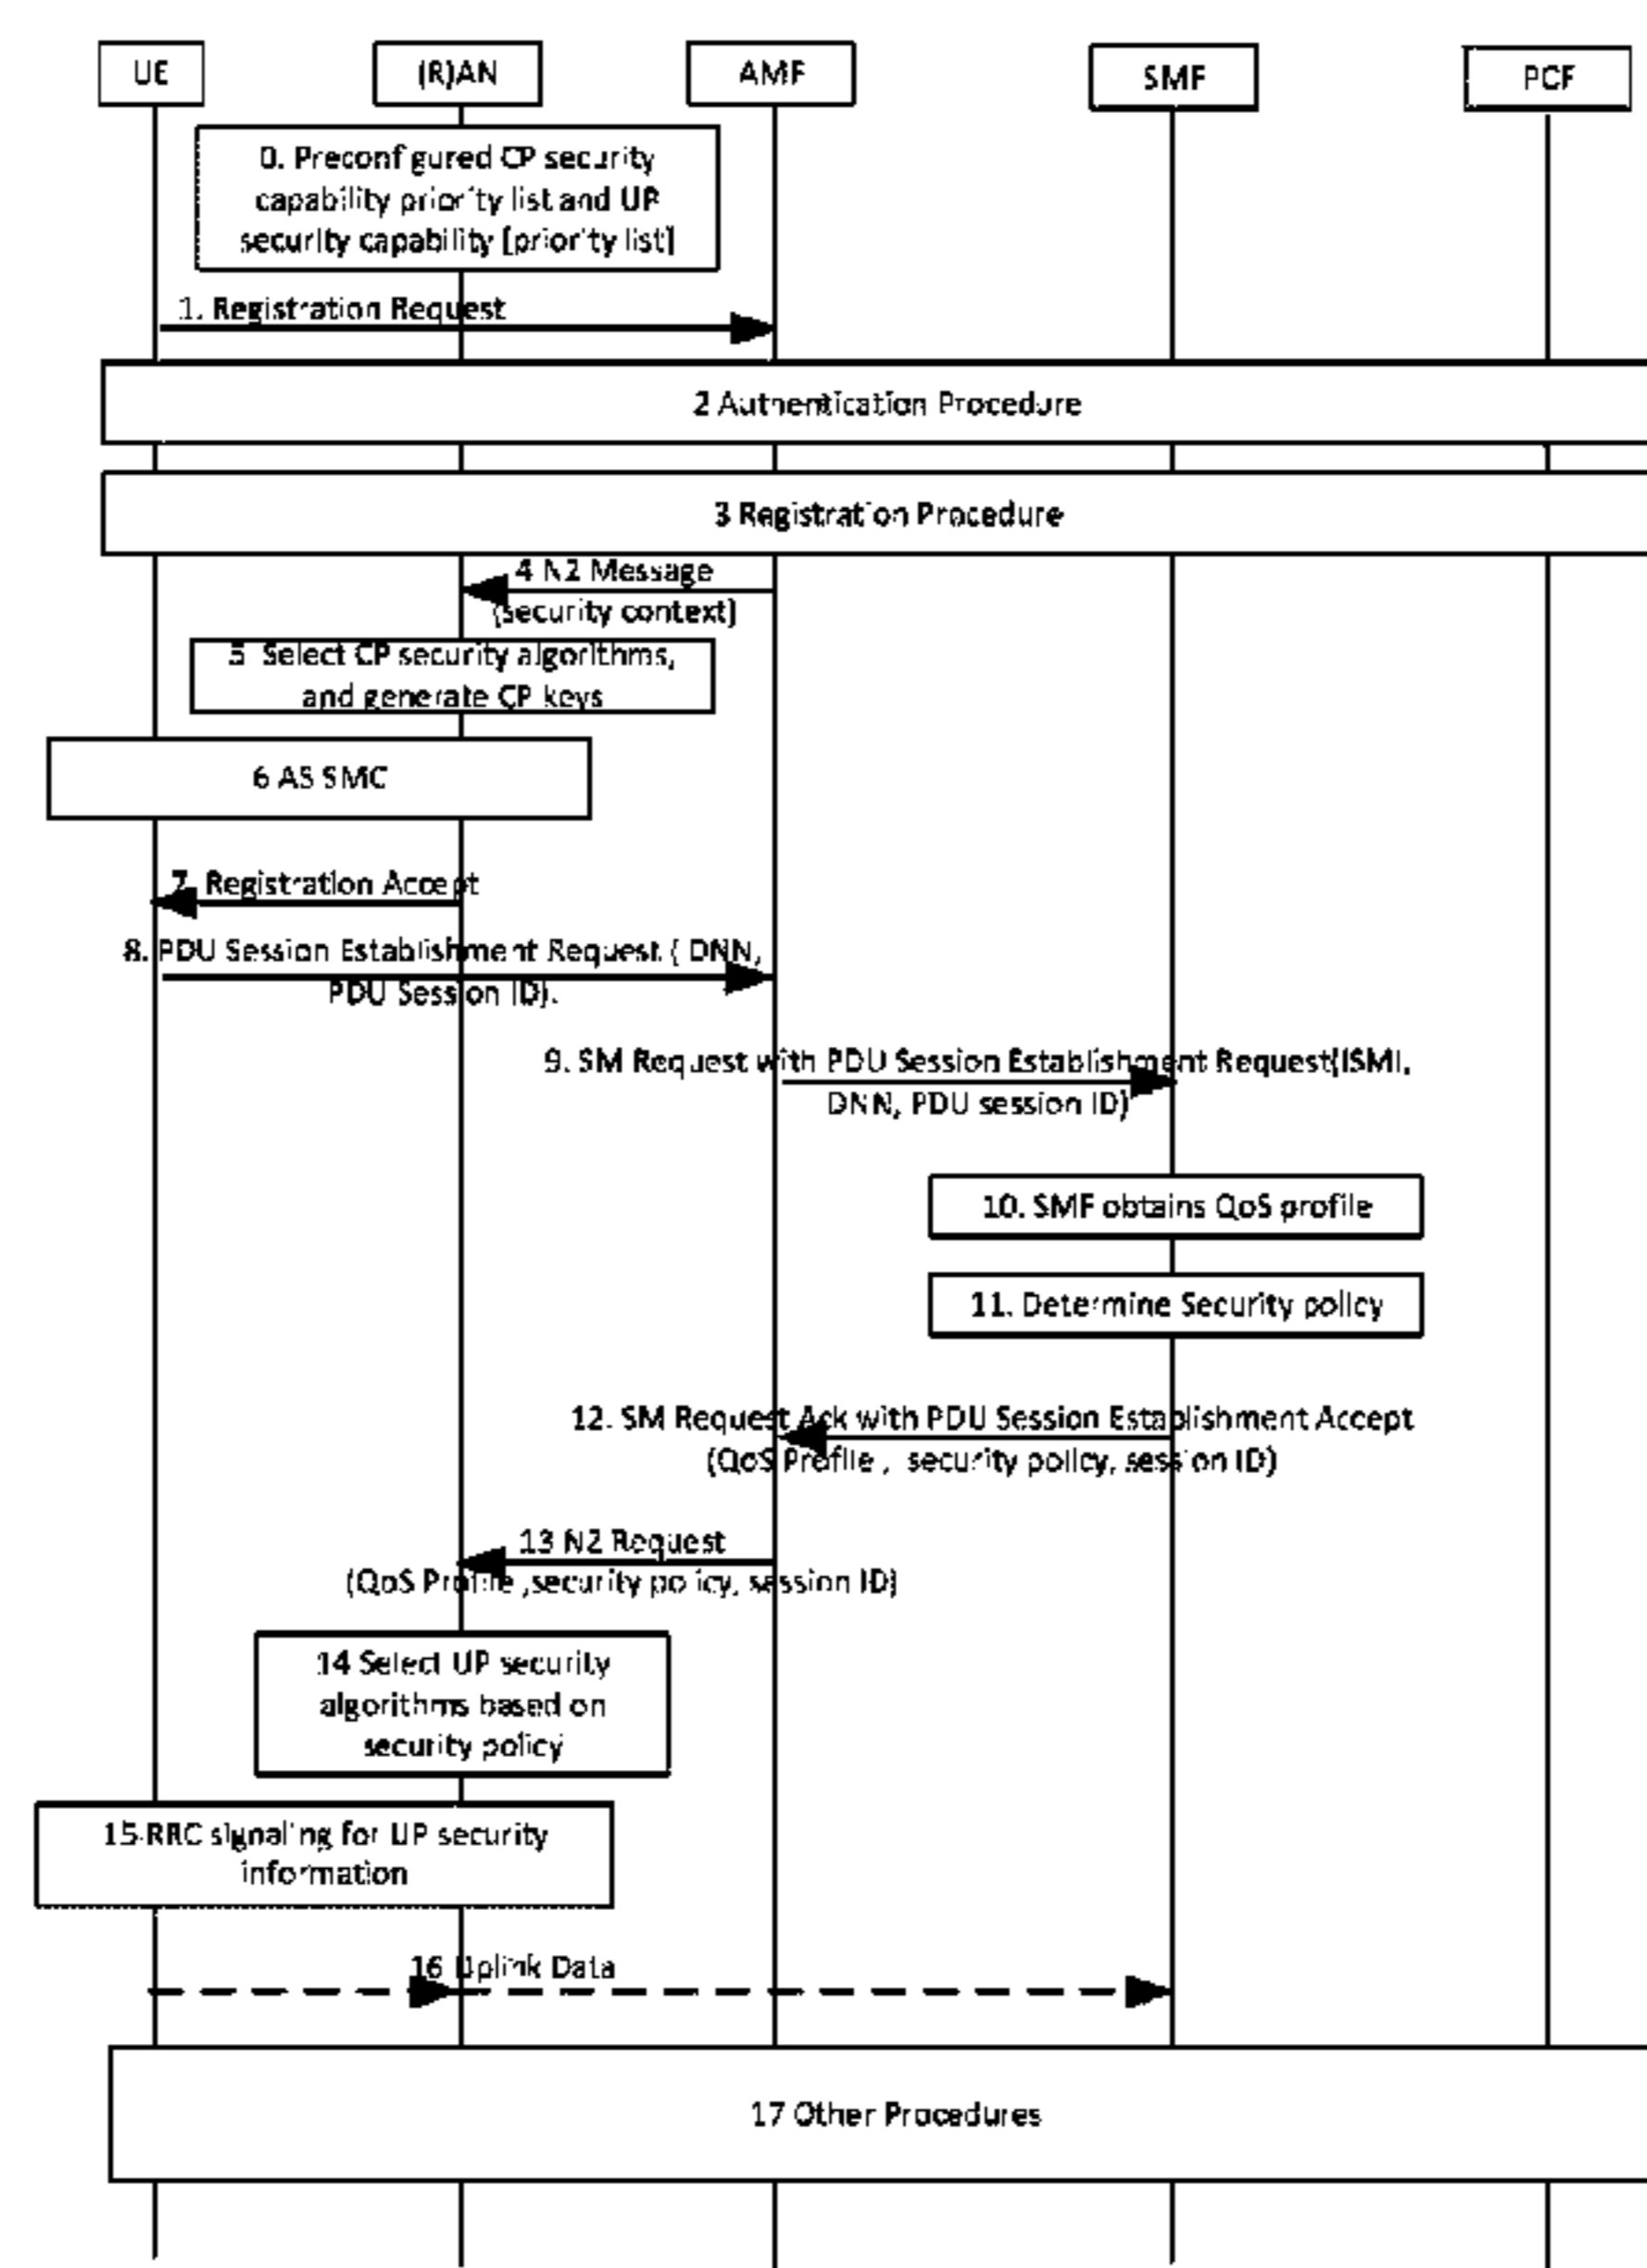 UE
(R)AN
AMF
SMF
PCF
0. Preconfigured CP security
capability priority list and UP
security capability [priority list]
1. Registration Request
2 Authentication Procedure
3 Registration Procedure
4 N2 Message
(security context)
5 Select CP security algorithms,
and generate CP keys
6 AS SMC
7. Registration Accept
8. PDU Session Establishment Request ( DNN,
PDU Session ID).
9. SM Request with PDU Session Establishment Request(ISMI,
DNN, PDU session ID)
10. SMF obtains QoS profile
11. Determine Security policy
12. SM Request Ack with PDU Session Establishment Accept
(QoS Profile , security policy, session ID)
13 N2 Request
(QoS Profile ,security policy, session ID)
14 Select UP security
algorithms based on
security policy
15 RRC signaling for UP security
information
16 Uplink Data
17 Other Procedures